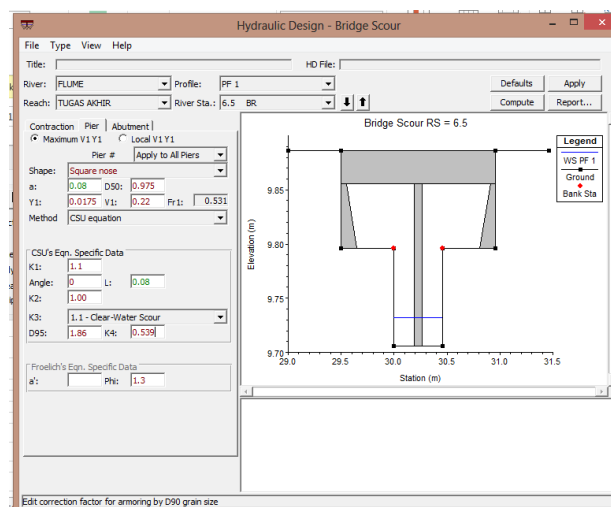 Hydraulic Design - Bridge Scour
File Type View Help
Title: HD File:
River: FLUME Profile: PF 1 Defaults Apply
Reach: TUGAS AKHIR River Sta.: 6.5 BR Compute Report...
Contraction Pier Abutment
Maximum V1 Y1 Local V1 Y1
Pier # Apply to All Piers
Shape: Square nose
a: 0.08 D50: 0.975
Y1: 0.0175 V1: 0.22 Fr1: 0.531
Method CSU equation
CSU's Eqn. Specific Data
K1: 1.1
Angle: 0 L: 0.08
K2: 1.00
K3: 1.1 - Clear-Water Scour
D95: 1.86 K4: 0.539
Froelich's Eqn. Specific Data
a': Phi: 1.3
Bridge Scour RS = 6.5
Legend
WS PF 1
Ground
Bank Sta
Elevation (m)
9.85
9.80
9.75
9.70
29.0 29.5 30.0 30.5 31.0 31.5
Station (m)
Edit correction factor for armoring by D90 grain size